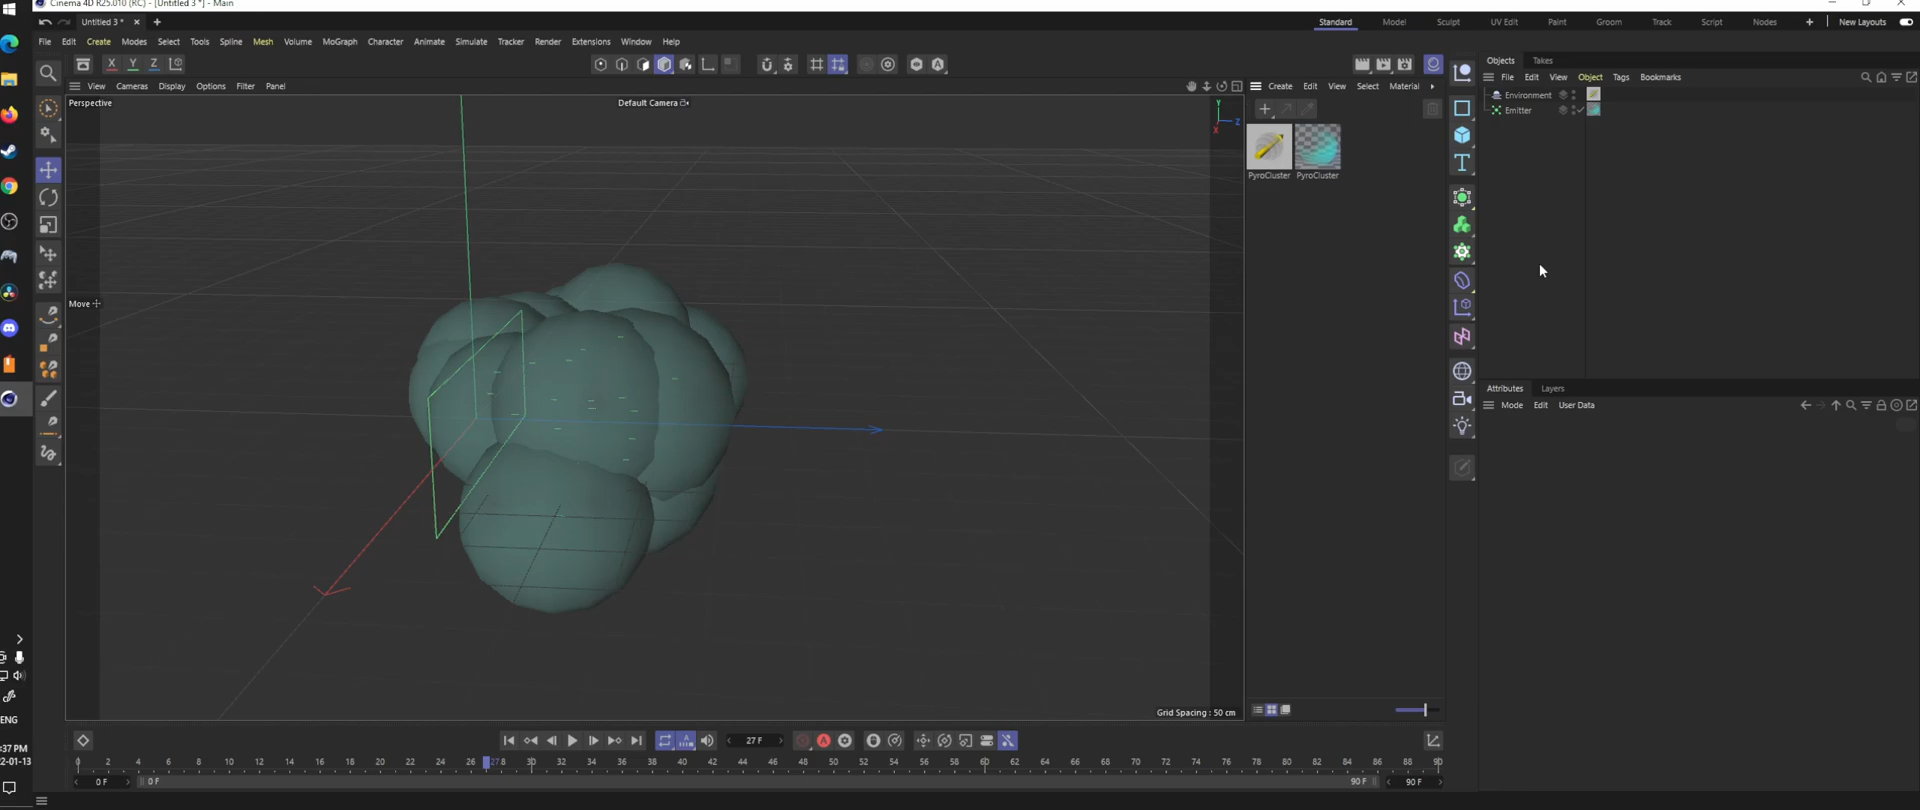 Cinema 4D R25.010 (RC) - [Untitled 3 *] - Main
Untitled 3 *
Standard Model Sculpt UV Edit Paint Groom Track Script Nodes New Layouts
File Edit Create Modes Select Tools Spline Mesh Volume MoGraph Character Animate Simulate Tracker Render Extensions Window Help
X Y Z
Objects Takes
File Edit View Object Tags Bookmarks
View Cameras Display Options Filter Panel
Create Edit View Select Material
Perspective
Default Camera
Y
Z
X
Environment
Emitter
PyroCluster PyroCluster
Move
Attributes Layers
Mode Edit User Data
Grid Spacing : 50 cm
ENG
:37 PM
2-01-13
27 F
0 2 4 6 8 10 12 14 16 18 20 22 24 26 27.8 30 32 34 36 38 40 42 44 46 48 50 52 54 56 58 60 62 64 66 68 70 72 74 76 78 80 82 84 86 88 90
0 F 0 F 90 F 90 F